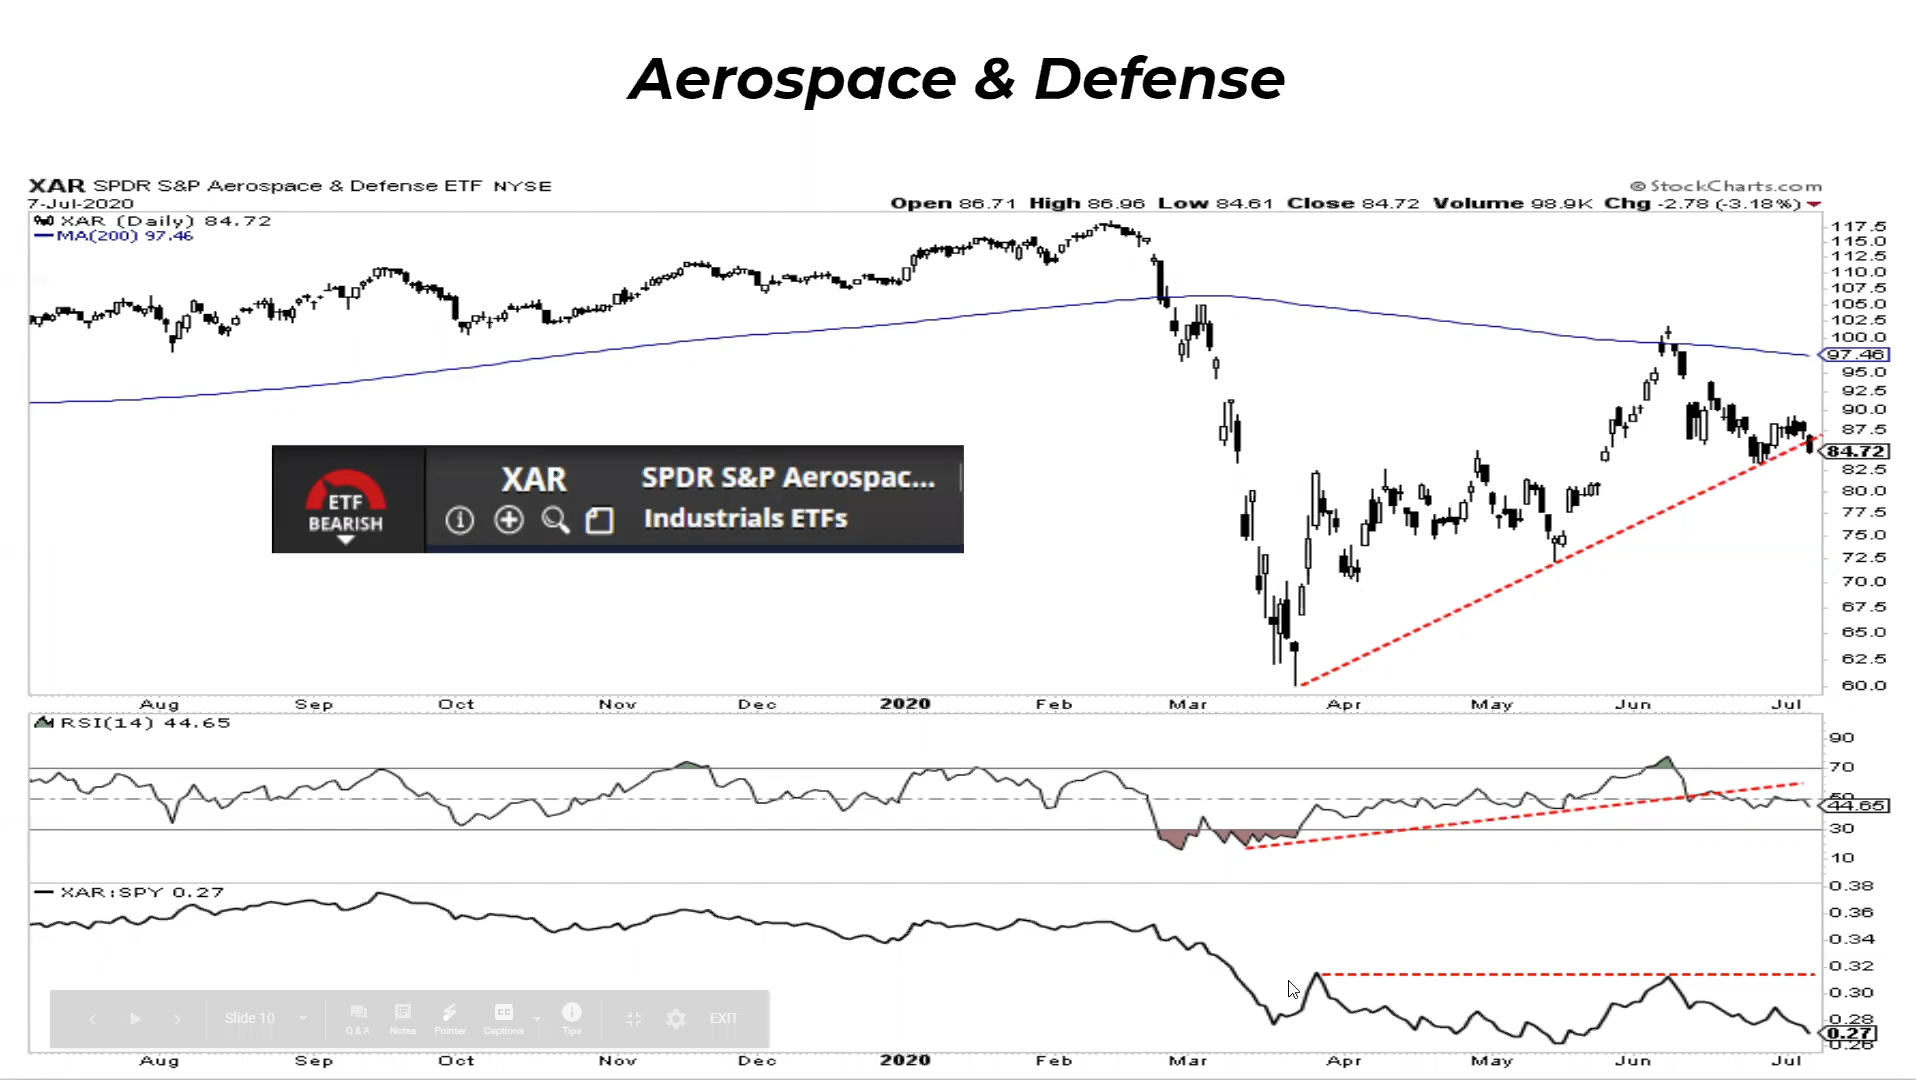 Aerospace & Defense
XAR SPDR S&P Aerospace & Defense ETF NYSE
© StockCharts.com
7-Jul-2020
Open 86.71 High 86.96 Low 84.61 Close 84.72 Volume 98.9K Chg -2.78 (-3.18%)
XAR (Daily) 84.72
MA(200) 97.46
117.5
115.0
112.5
110.0
107.5
105.0
102.5
100.0
97.46
95.0
92.5
90.0
87.5
84.72
82.5
80.0
77.5
75.0
72.5
70.0
67.5
65.0
62.5
60.0
ETF
BEARISH
XAR
SPDR S&P Aerospac...
Industrials ETFs
Aug Sep Oct Nov Dec 2020 Feb Mar Apr May Jun Jul
RSI(14) 44.65
90
70
50
44.65
30
10
XAR:SPY 0.27
0.38
0.36
0.34
0.32
0.30
0.28
0.27
0.26
Slide 10
Q&A
Notes
Pointer
Captions
Tips
EXIT
Aug Sep Oct Nov Dec 2020 Feb Mar Apr May Jun Jul